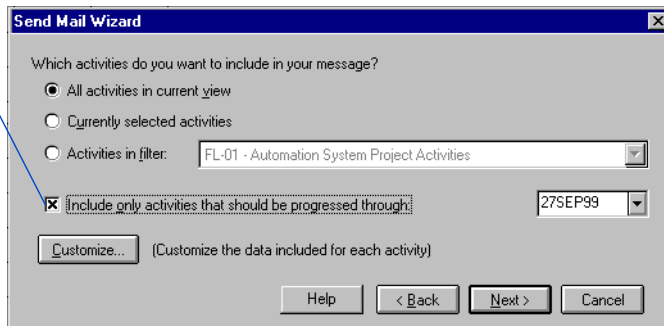 Send Mail Wizard
Which activities do you want to include in your message?
All activities in current view
Currently selected activities
Activities in filter: FL-01 - Automation System Project Activities
Include only activities that should be progressed through: 27SEP99
Customize... (Customize the data included for each activity)
Help < Back Next > Cancel